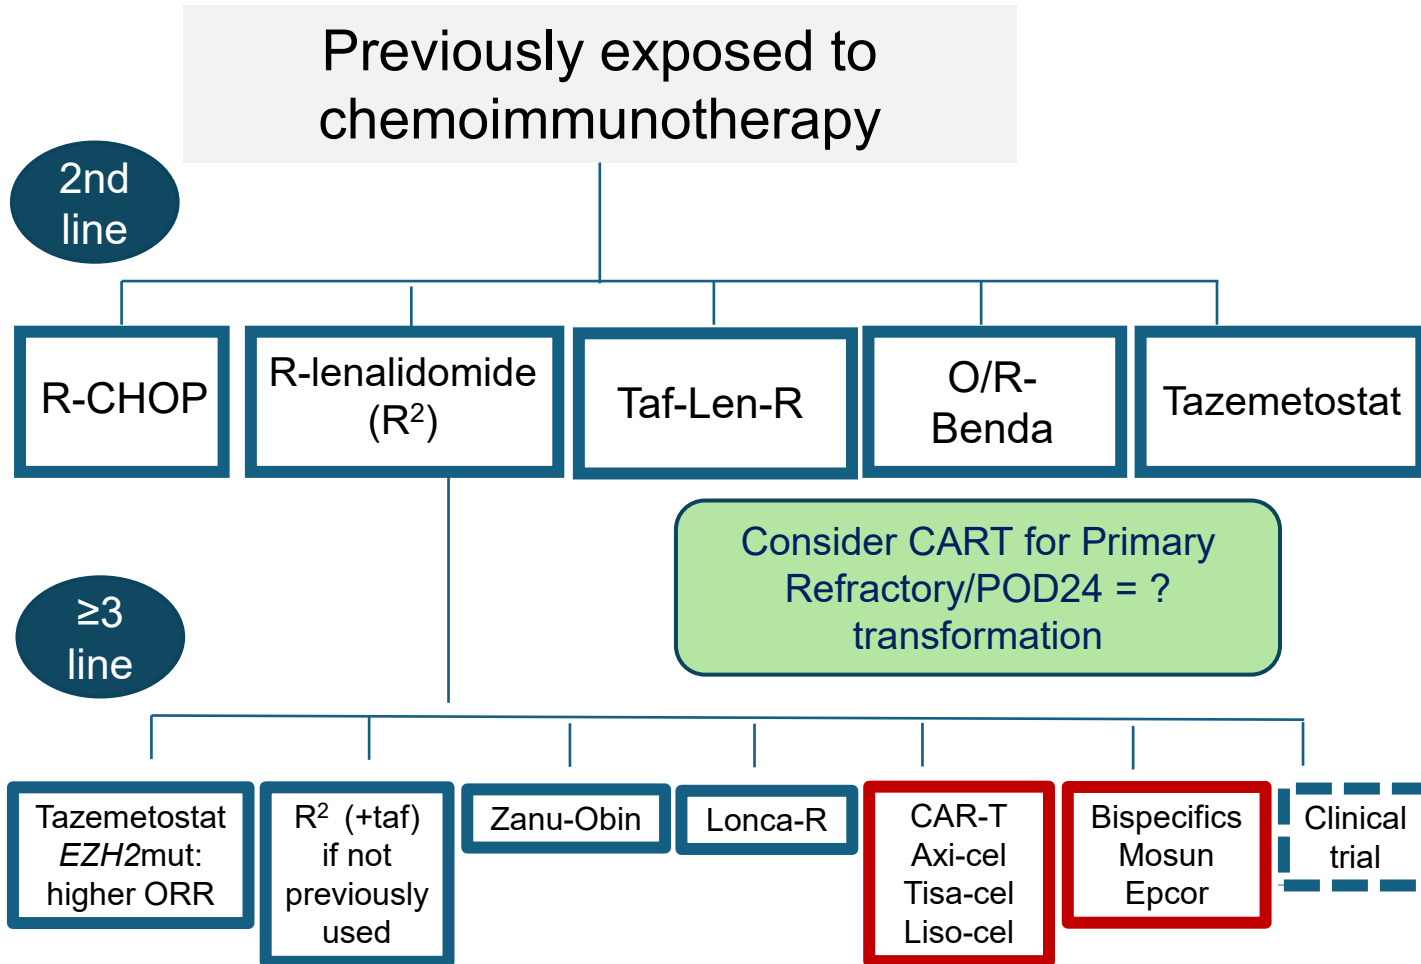 Previously exposed to
chemoimmunotherapy
2nd
line
R-CHOP
R-lenalidomide
(R²)
Taf-Len-R
O/R-
Benda
Tazemetostat
Consider CART for Primary
Refractory/POD24 = ?
transformation
≥3
line
Tazemetostat
EZH2mut:
higher ORR
R² (+taf)
if not
previously
used
Zanu-Obin
Lonca-R
CAR-T
Axi-cel
Tisa-cel
Liso-cel
Bispecifics
Mosun
Epcor
Clinical
trial